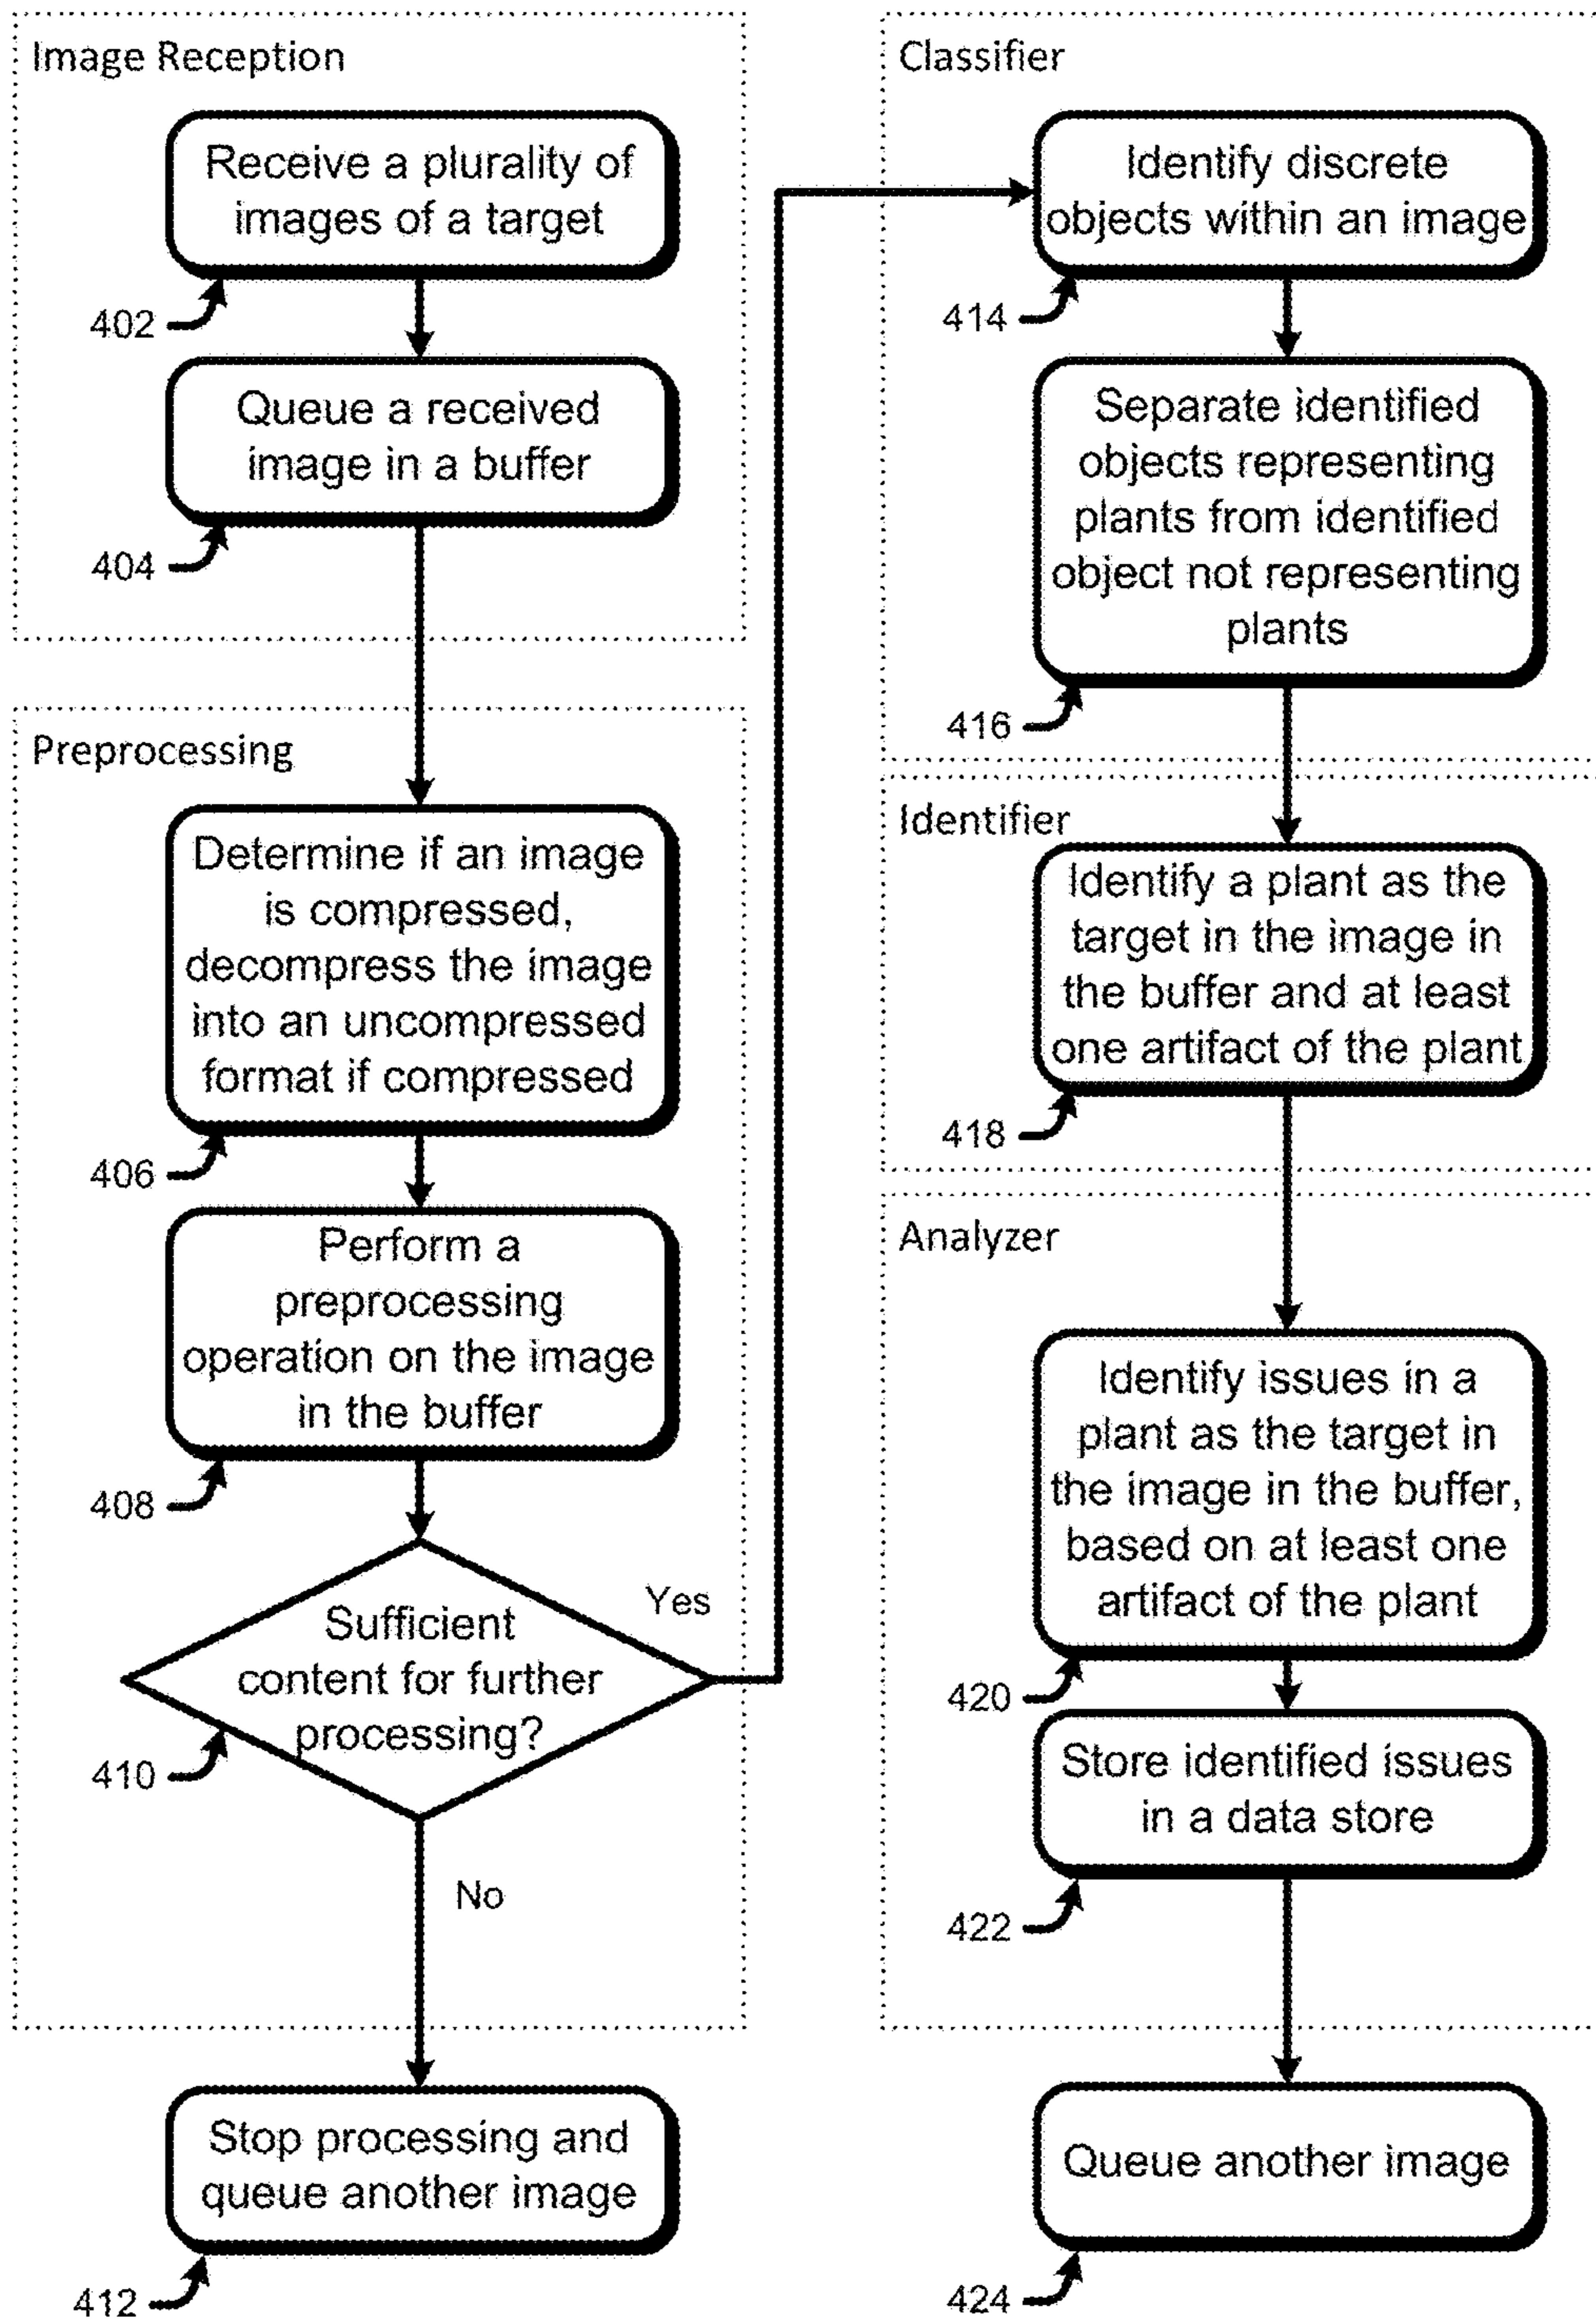 Image Reception
Receive a plurality of
images of a target
402
Queue a received
image in a buffer
404
Preprocessing
Determine if an image
is compressed,
decompress the image
into an uncompressed
format if compressed
406
Perform a
preprocessing
operation on the image
in the buffer
408
Sufficient
content for further
processing?
Yes
410
No
Stop processing and
queue another image
412
Classifier
Identify discrete
objects within an image
414
Separate identified
objects representing
plants from identified
object not representing
plants
416
Identifier
Identify a plant as the
target in the image in
the buffer and at least
one artifact of the plant
418
Analyzer
Identify issues in a
plant as the target in
the image in the buffer,
based on at least one
artifact of the plant
420
Store identified issues
in a data store
422
Queue another image
424